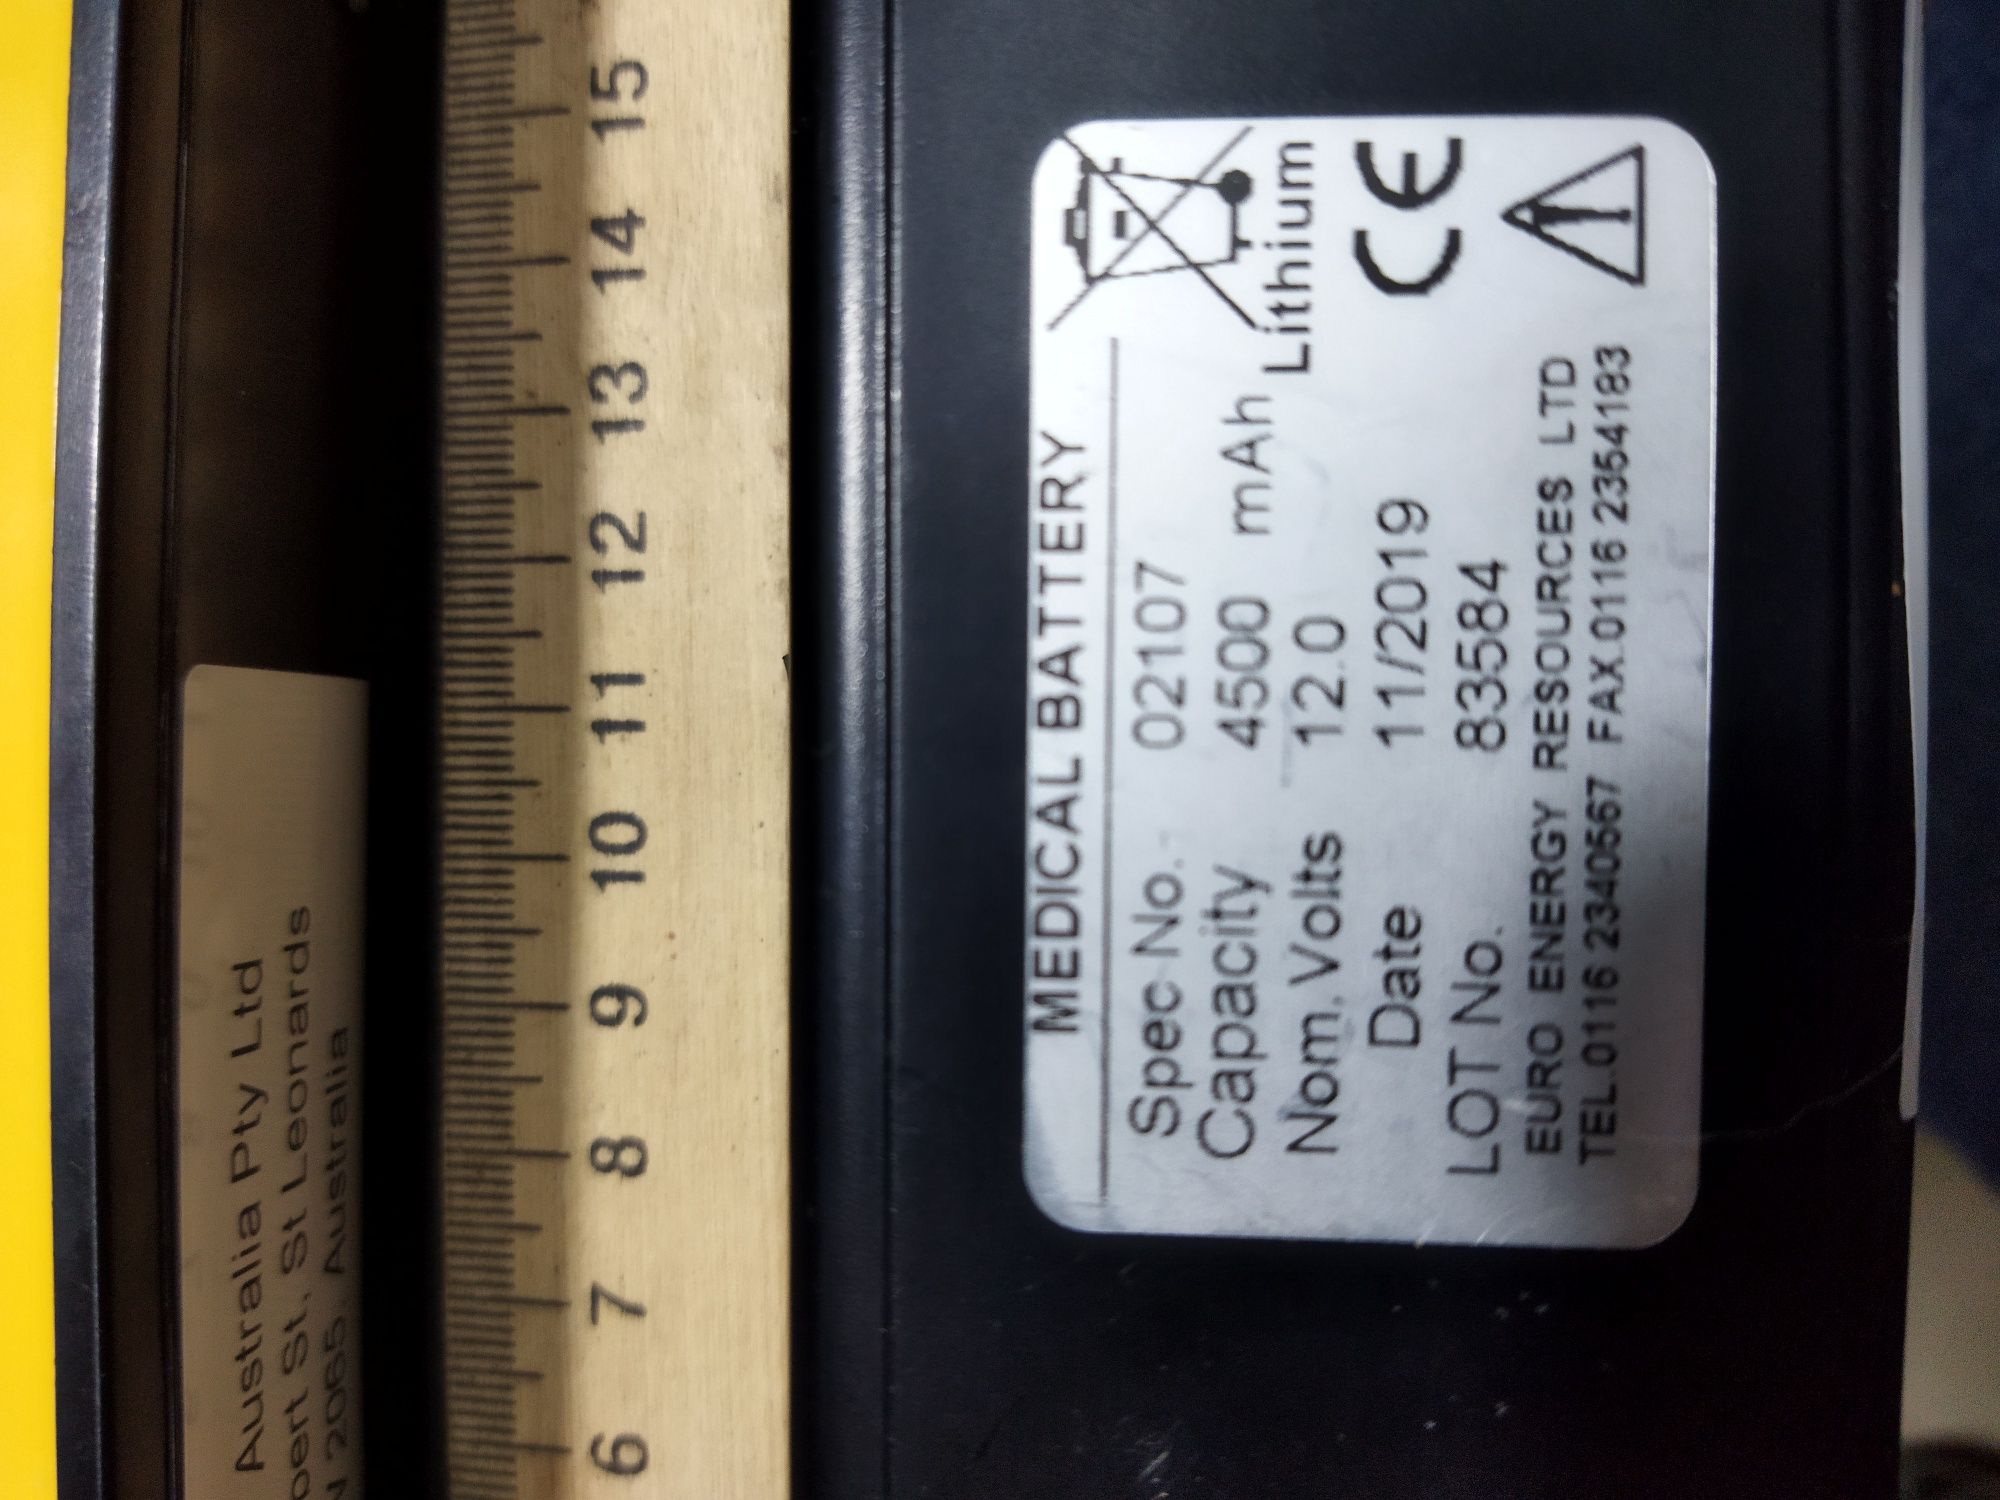 Australia Pty Ltd
bert St, St Leonards
2065, Australia
6 7 8 9 10 11 12 13 14 15
MEDICAL BATTERY
Spec No. 02107
Capacity 4500 mAh
Lithium
Nom. Volts 12.0
Date 11/2019
CE
LOT No. 83584
EURO ENERGY RESOURCES LTD
TEL.0116 2340567 FAX.0116 2354183